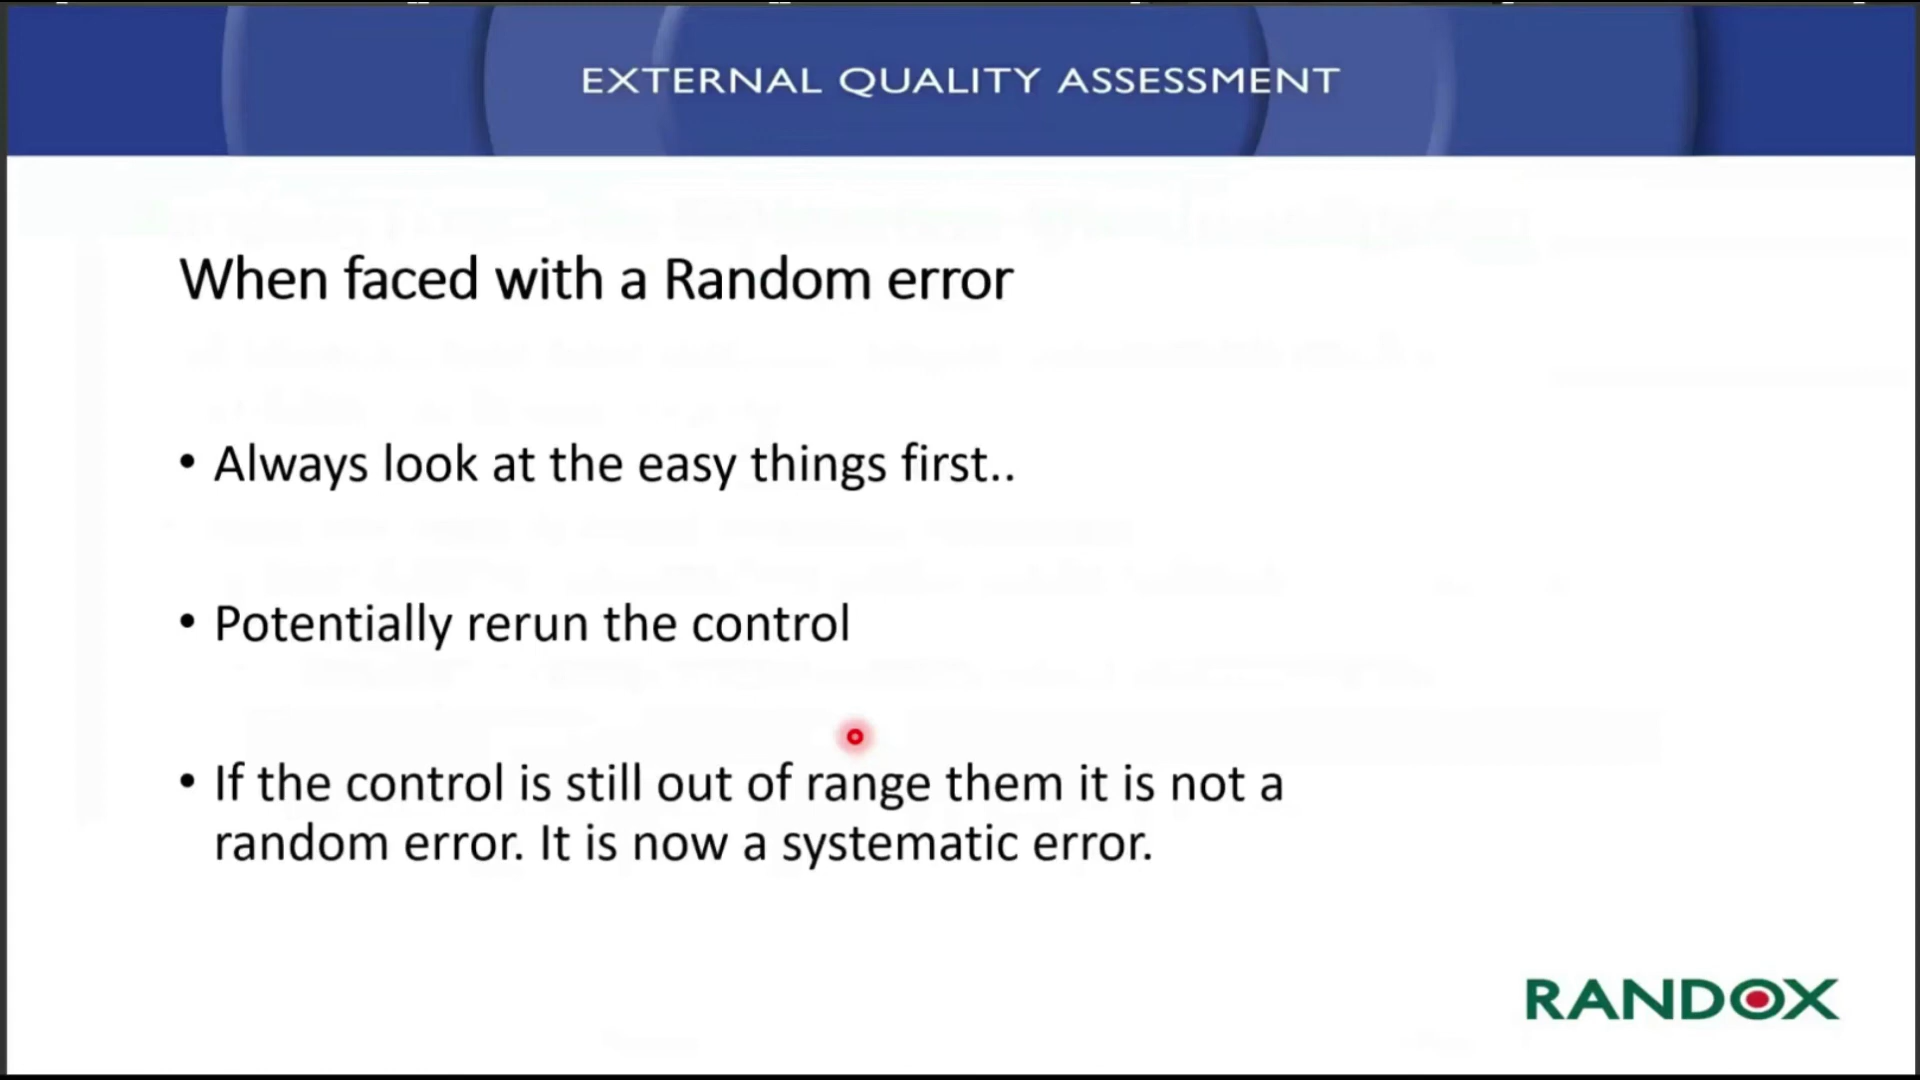 EXTERNAL QUALITY ASSESSMENT
When faced with a Random error
• Always look at the easy things first..
• Potentially rerun the control
• If the control is still out of range them it is not a
random error. It is now a systematic error.
RANDOX